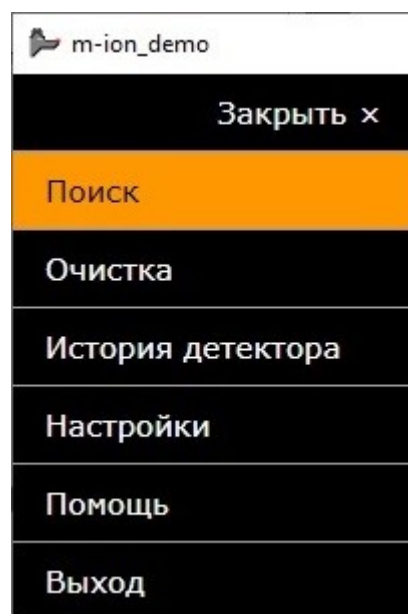 m-ion_demo
Закрыть ×
Поиск
Очистка
История детектора
Настройки
Помощь
Выход